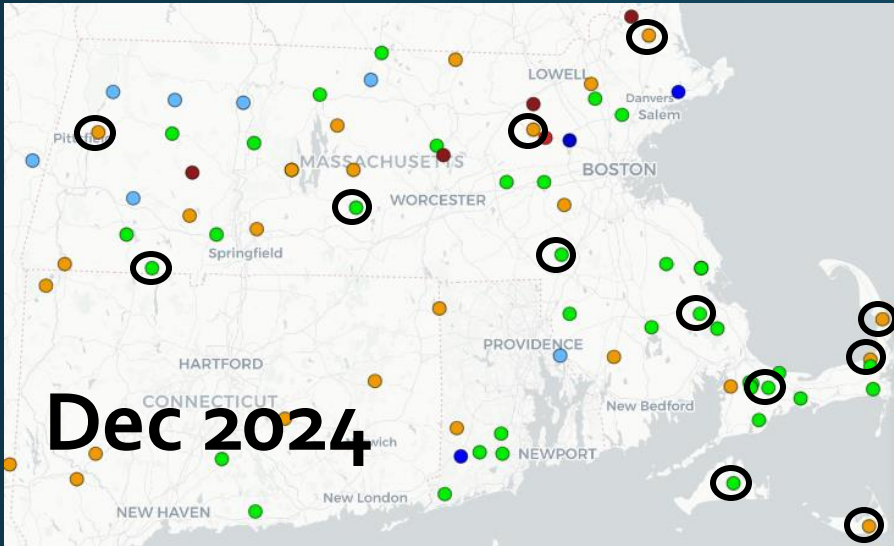 LOWELL
Danvers
Salem
MASSACHUSETTS
BOSTON
WORCESTER
Springfield
PROVIDENCE
HARTFORD
CONNECTICUT
New Bedford
Dec 2024
NEWPORT
New London
NEW HAVEN